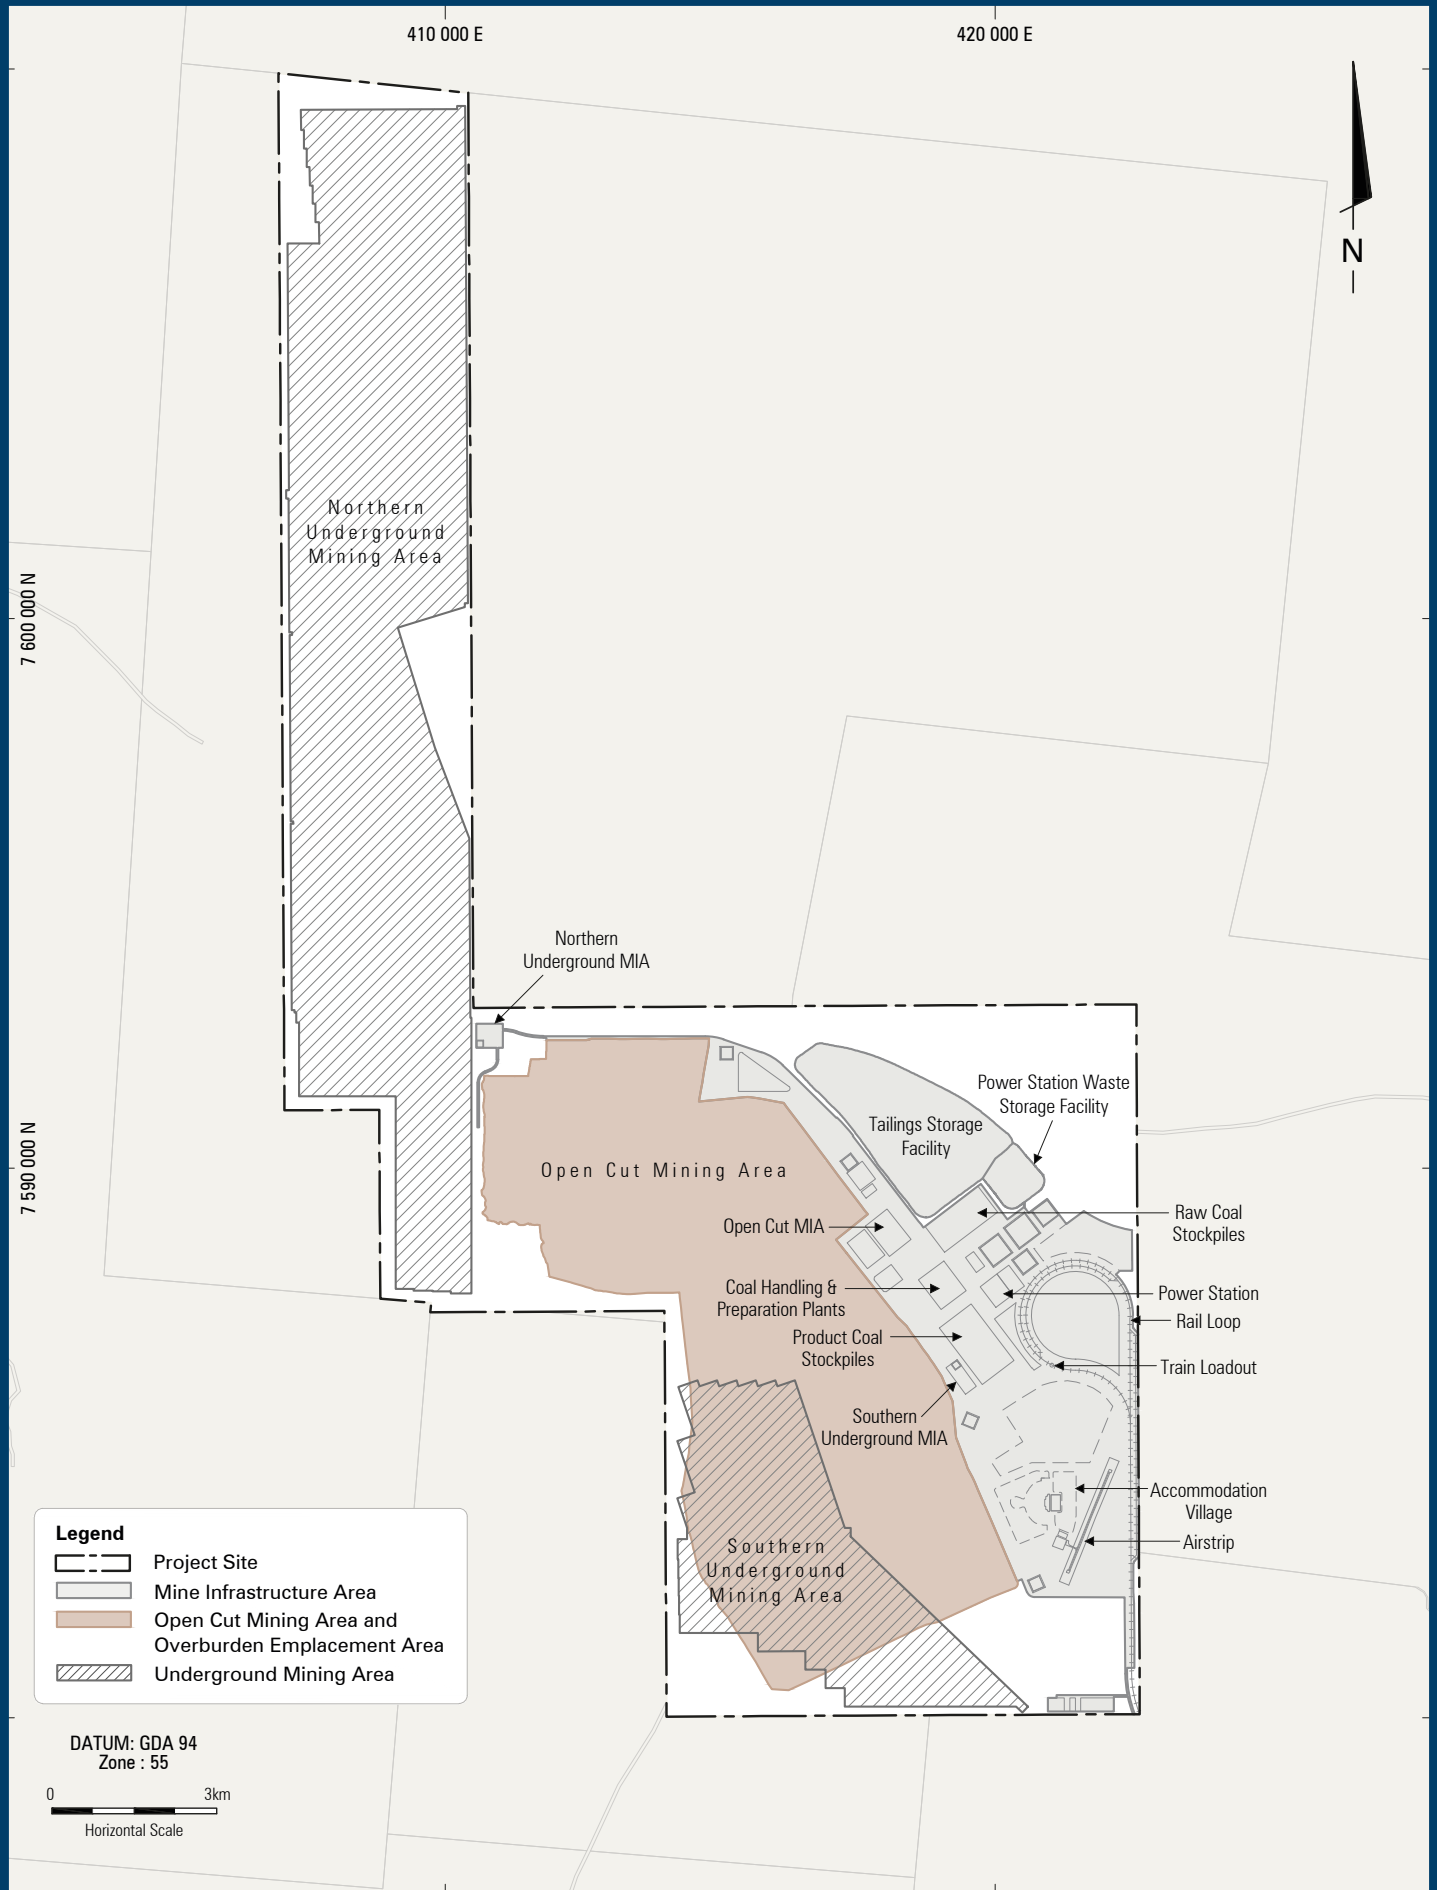 410 000 E
420 000 E
N
Northern
Underground
Mining Area
7 600 000 N
Northern
Underground MIA
Power Station Waste
Storage Facility
Tailings Storage
Facility
7 590 000 N
Open Cut Mining Area
Raw Coal
Stockpiles
Open Cut MIA
Coal Handling &
Preparation Plants
Power Station
Rail Loop
Product Coal
Stockpiles
Train Loadout
Southern
Underground MIA
Accommodation
Village
Airstrip
Southern
Underground
Mining Area
Legend
Project Site
Mine Infrastructure Area
Open Cut Mining Area and
Overburden Emplacement Area
Underground Mining Area
DATUM: GDA 94
Zone : 55
0 3km
Horizontal Scale